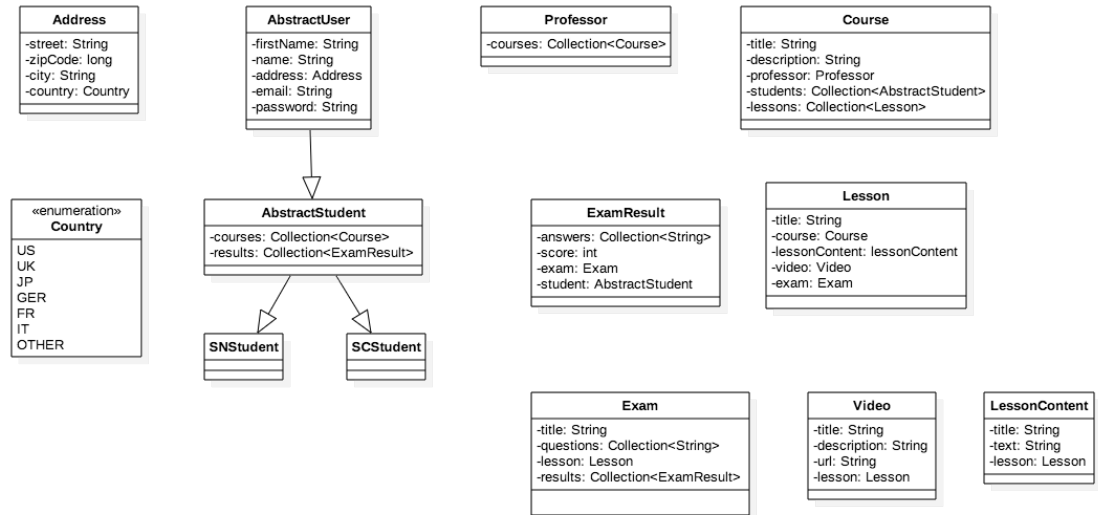 Address
-street: String
-zipCode: long
-city: String
-country: Country
AbstractUser
-firstName: String
-name: String
-address: Address
-email: String
-password: String
Professor
-courses: Collection<Course>
Course
-title: String
-description: String
-professor: Professor
-students: Collection<AbstractStudent>
-lessons: Collection<Lesson>
«enumeration»
Country
US
UK
JP
GER
FR
IT
OTHER
AbstractStudent
-courses: Collection<Course>
-results: Collection<ExamResult>
ExamResult
-answers: Collection<String>
-score: int
-exam: Exam
-student: AbstractStudent
Lesson
-title: String
-course: Course
-lessonContent: lessonContent
-video: Video
-exam: Exam
SNStudent
SCStudent
Exam
-title: String
-questions: Collection<String>
-lesson: Lesson
-results: Collection<ExamResult>
Video
-title: String
-description: String
-url: String
-lesson: Lesson
LessonContent
-title: String
-text: String
-lesson: Lesson